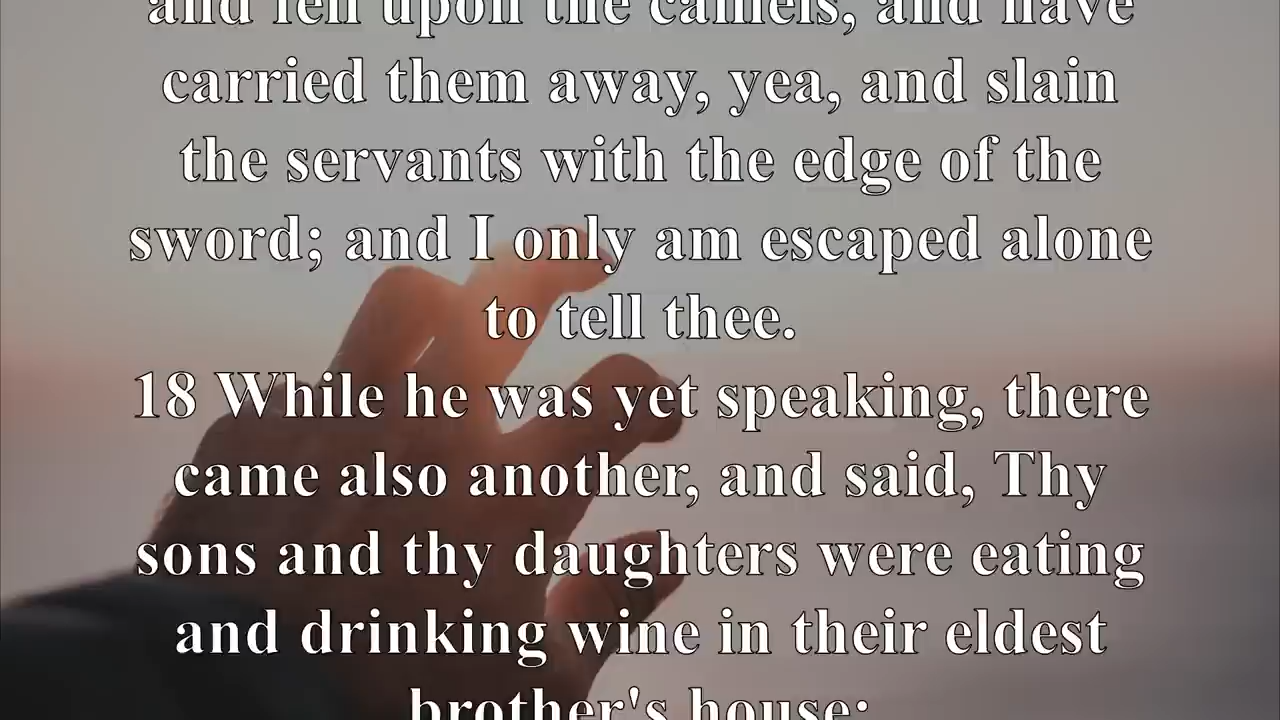 and fell upon the camels, and have
carried them away, yea, and slain
the servants with the edge of the
sword; and I only am escaped alone
to tell thee.
18 While he was yet speaking, there
came also another, and said, Thy
sons and thy daughters were eating
and drinking wine in their eldest
brother's house: